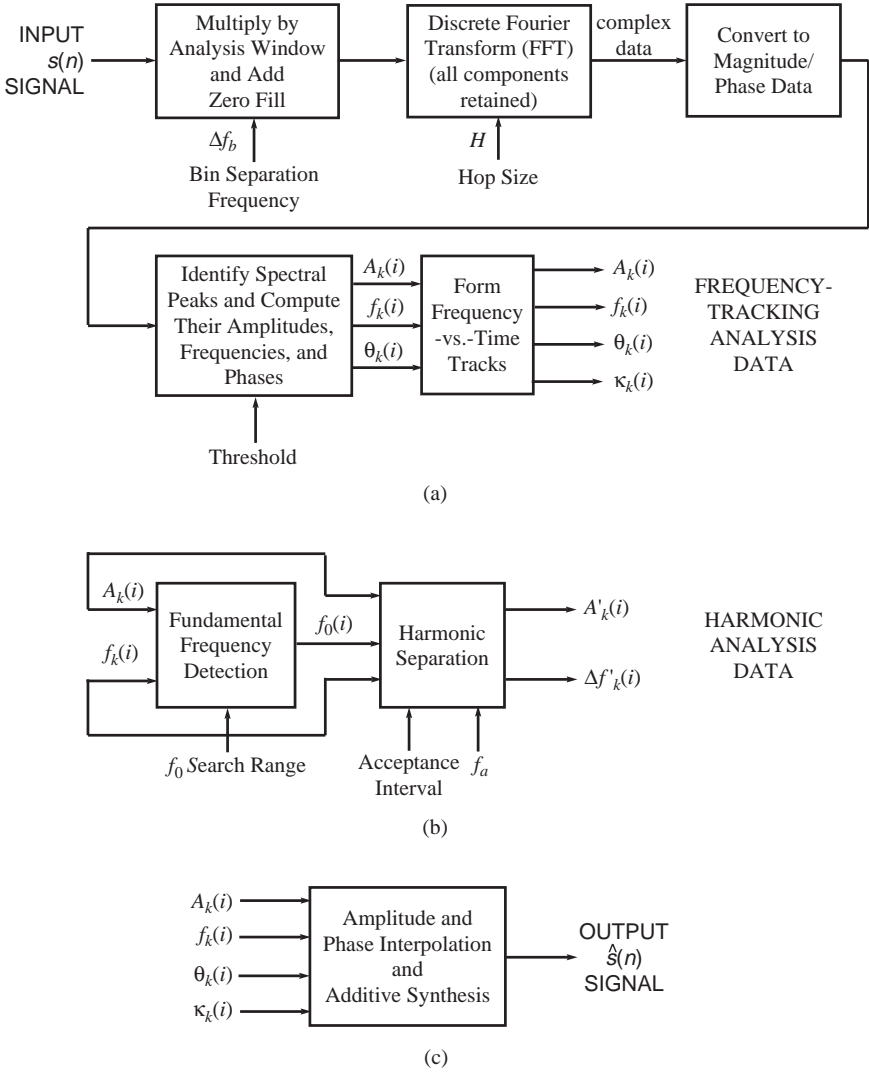 INPUT
s(n)
SIGNAL
Multiply by
Analysis Window
and Add
Zero Fill
Δf_b
Bin Separation
Frequency
Discrete Fourier
Transform (FFT)
(all components
retained)
H
Hop Size
complex
data
Convert to
Magnitude/
Phase Data
Identify Spectral
Peaks and Compute
Their Amplitudes,
Frequencies, and
Phases
Threshold
A_k(i)
f_k(i)
θ_k(i)
Form
Frequency
-vs.-Time
Tracks
A_k(i)
f_k(i)
θ_k(i)
κ_k(i)
FREQUENCY-
TRACKING
ANALYSIS
DATA
(a)
A_k(i)
f_k(i)
Fundamental
Frequency
Detection
f_0 Search Range
f_0(i)
Harmonic
Separation
Acceptance
Interval
f_a
A'_k(i)
Δf'_k(i)
HARMONIC
ANALYSIS
DATA
(b)
A_k(i)
f_k(i)
θ_k(i)
κ_k(i)
Amplitude and
Phase Interpolation
and
Additive Synthesis
OUTPUT
ŝ(n)
SIGNAL
(c)